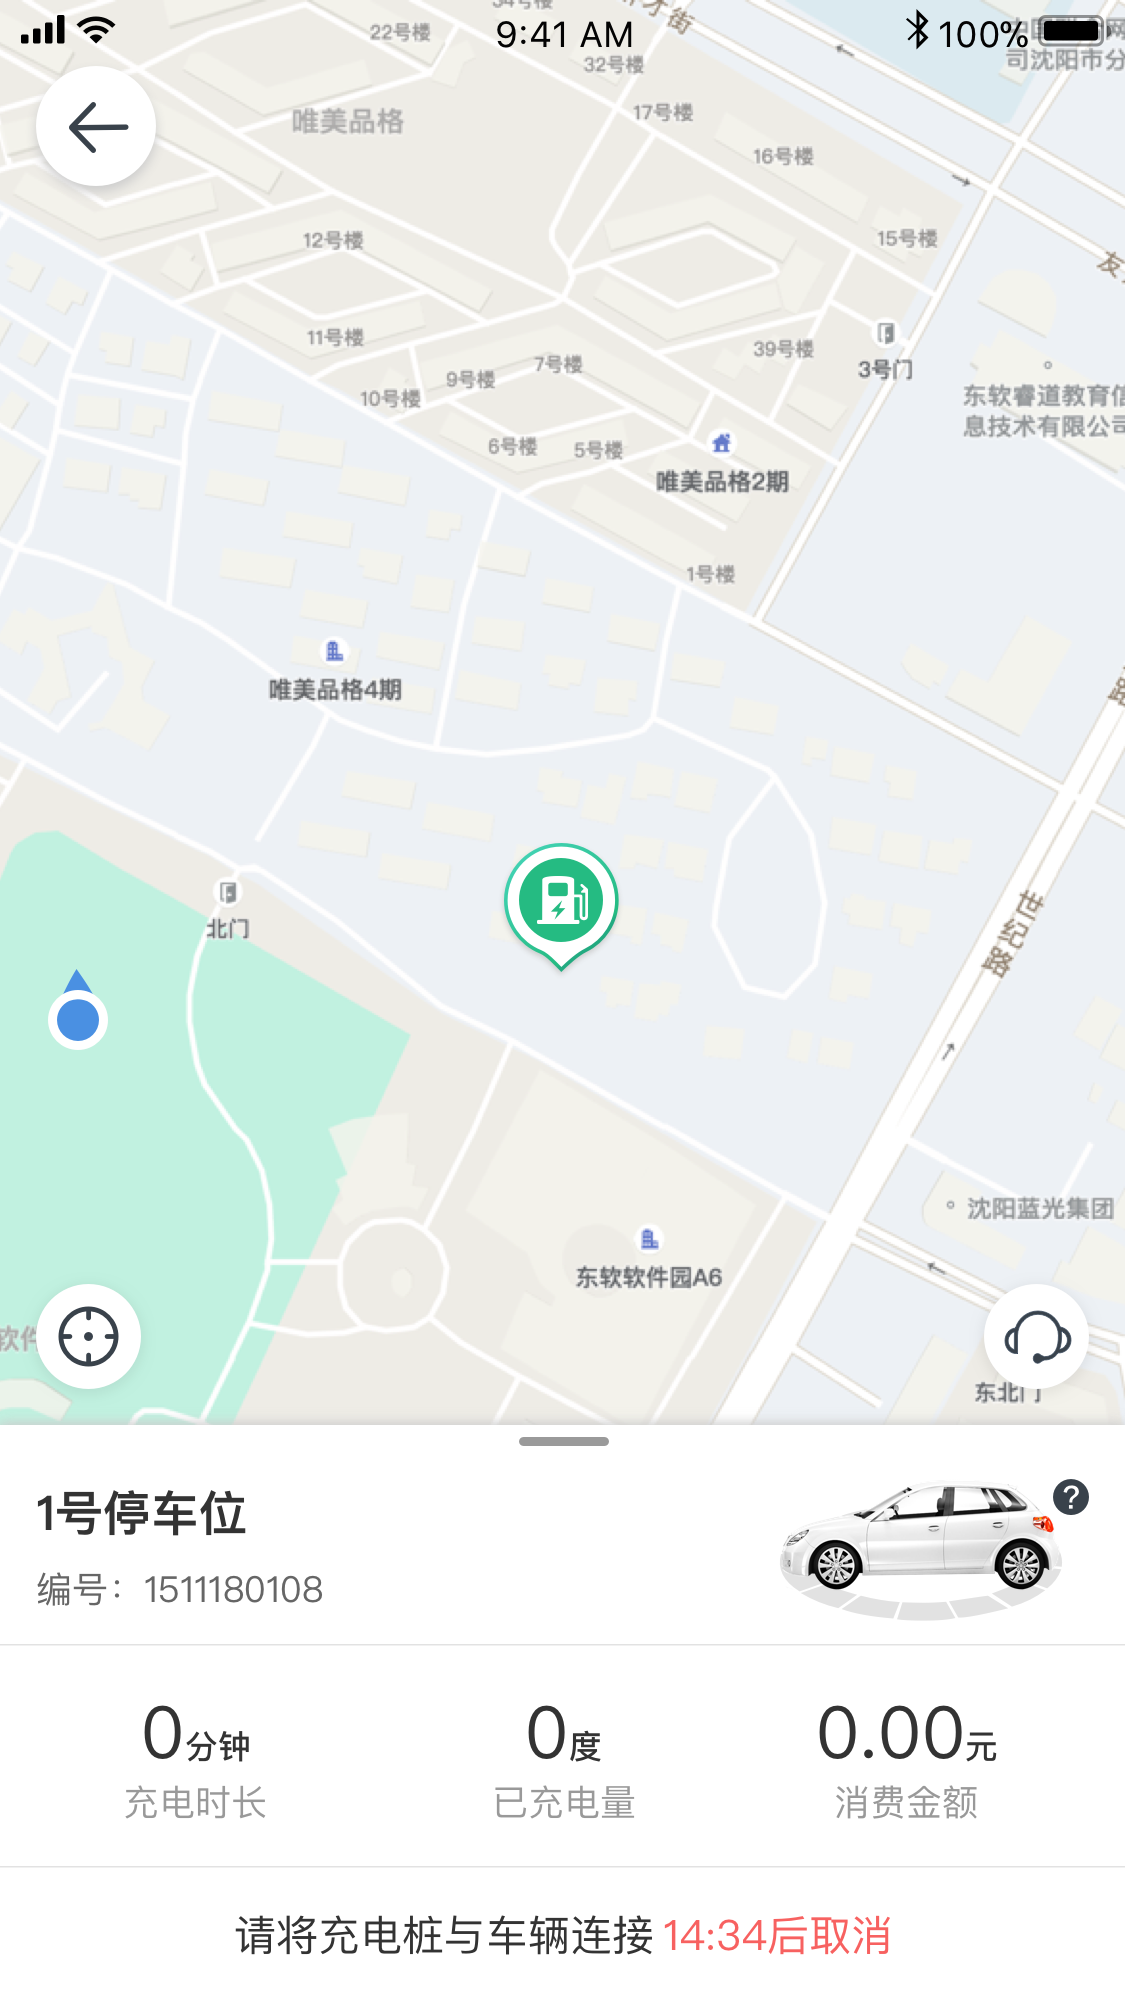 9:41 AM
100%
司沈阳市分
22号楼
32号楼
唯美品格
17号楼
16号楼
12号楼
15号楼
友
11号楼
7号楼
39号楼
3号门
9号楼
10号楼
东软睿道教育信
息技术有限公司
6号楼
5号楼
唯美品格2期
1号楼
唯美品格4期
路
世纪路
北门
沈阳蓝光集团
东软软件园A6
软件
东北门
1号停车位
?
编号：1511180108
0分钟
0度
0.00元
充电时长
已充电量
消费金额
请将充电桩与车辆连接 14:34后取消